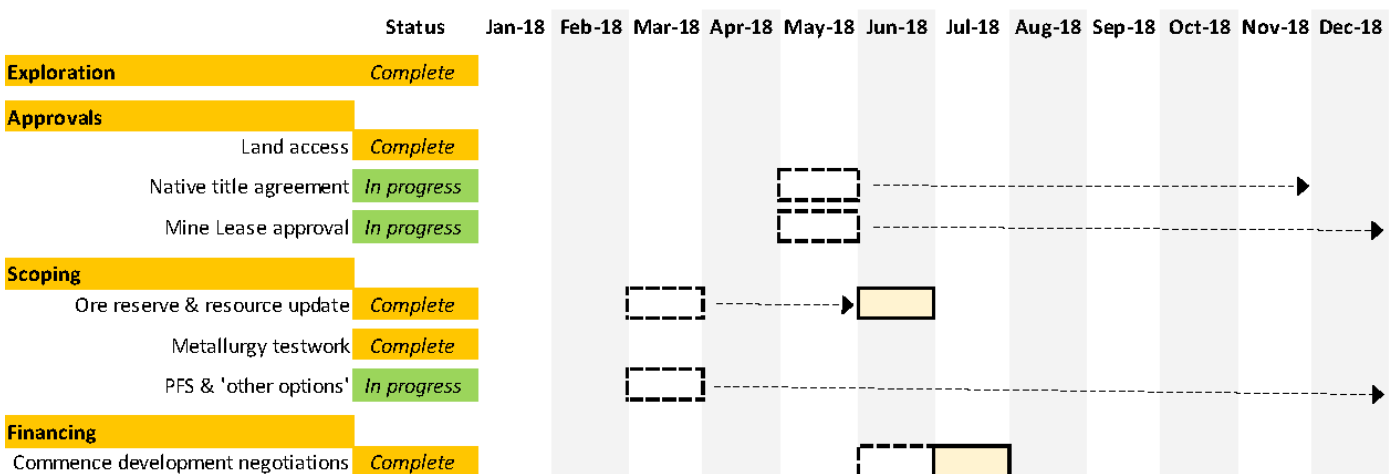 Status Jan-18 Feb-18 Mar-18 Apr-18 May-18 Jun-18 Jul-18 Aug-18 Sep-18 Oct-18 Nov-18 Dec-18
Exploration Complete
Approvals
Land access Complete
Native title agreement In progress
Mine Lease approval In progress
Scoping
Ore reserve & resource update Complete
Metallurgy testwork Complete
PFS & 'other options' In progress
Financing
Commence development negotiations Complete